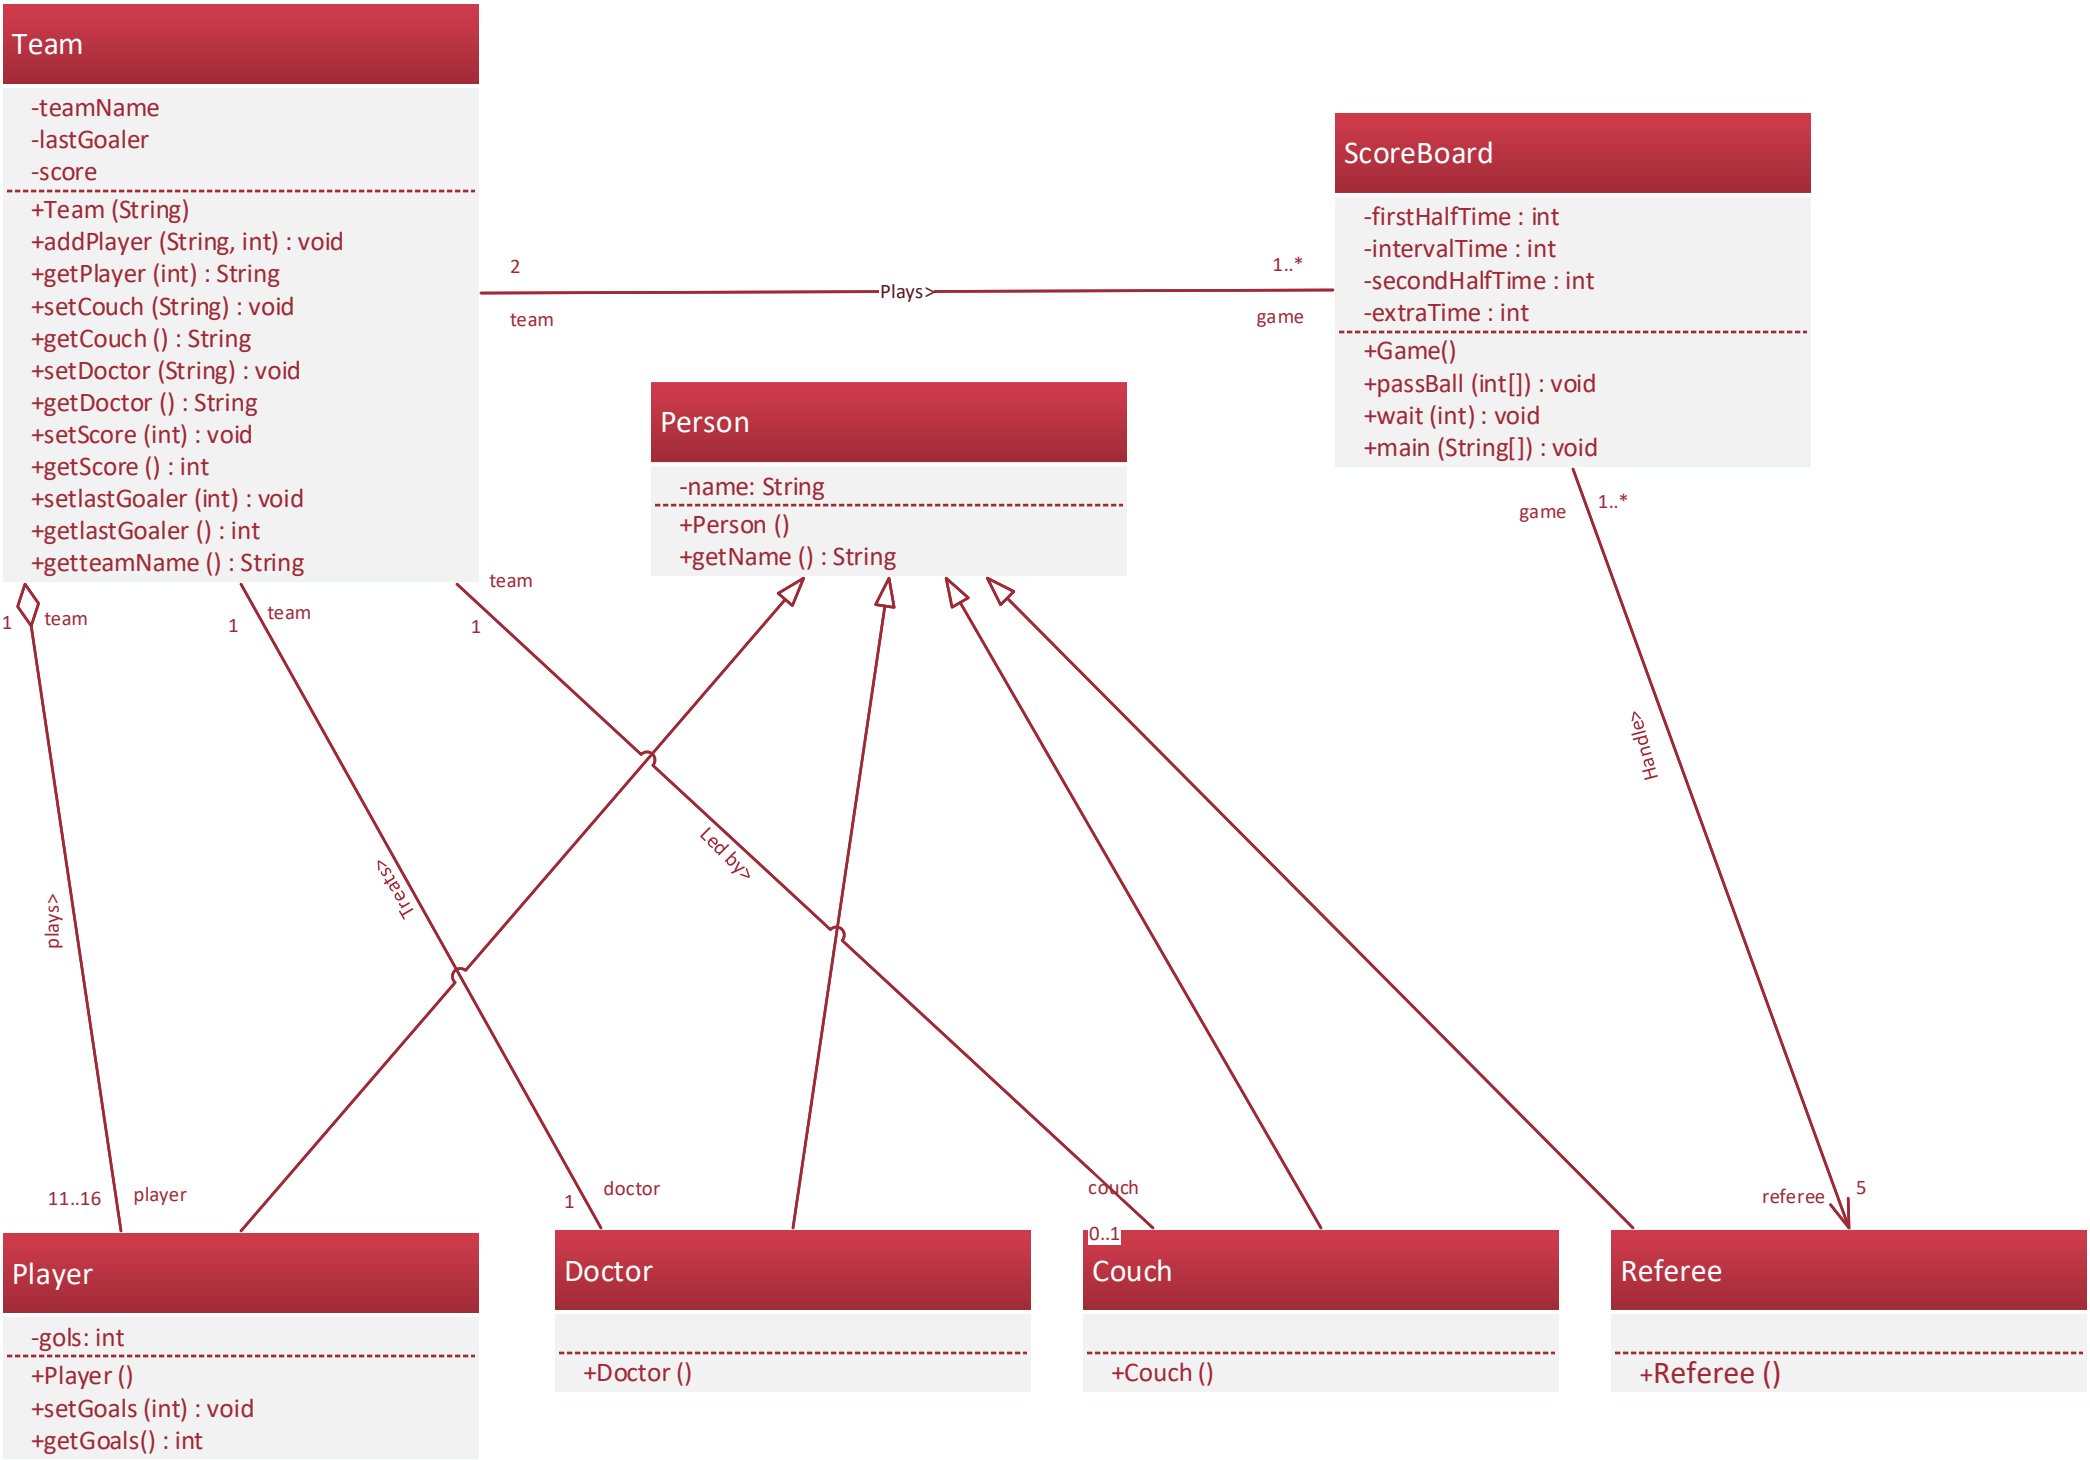 Team
-teamName
-lastGoaler
-score
+Team (String)
+addPlayer (String, int) : void
+getPlayer (int) : String
+setCouch (String) : void
+getCouch () : String
+setDoctor (String) : void
+getDoctor () : String
+setScore (int) : void
+getScore () : int
+setlastGoaler (int) : void
+getlastGoaler () : int
+getteamName () : String
2
team
Plays>
1..*
game
ScoreBoard
-firstHalfTime : int
-intervalTime : int
-secondHalfTime : int
-extraTime : int
+Game()
+passBall (int[]) : void
+wait (int) : void
+main (String[]) : void
Person
-name: String
+Person ()
+getName () : String
game
1..*
1
team
1
team
team
1
Handle>
Led by>
Treats>
plays>
11..16
player
1
doctor
couch
0..1
referee
5
Player
-gols: int
+Player ()
+setGoals (int) : void
+getGoals() : int
Doctor
+Doctor ()
Couch
+Couch ()
Referee
+Referee ()